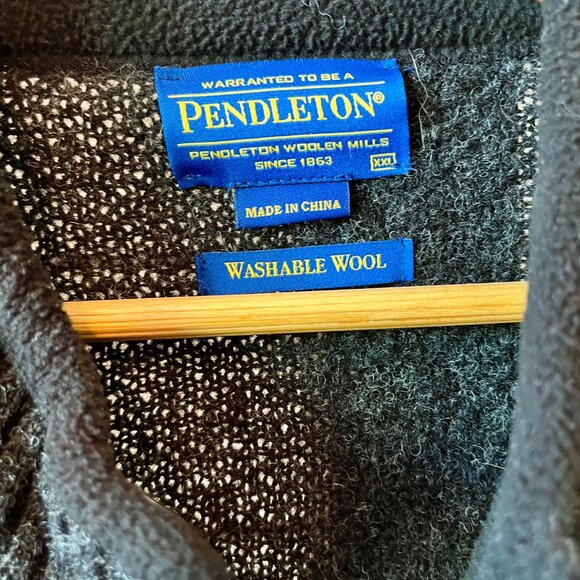 WARRANTED TO BE A
PENDLETON®
PENDLETON WOOLEN MILLS
SINCE 1863
XXL
MADE IN CHINA
WASHABLE WOOL